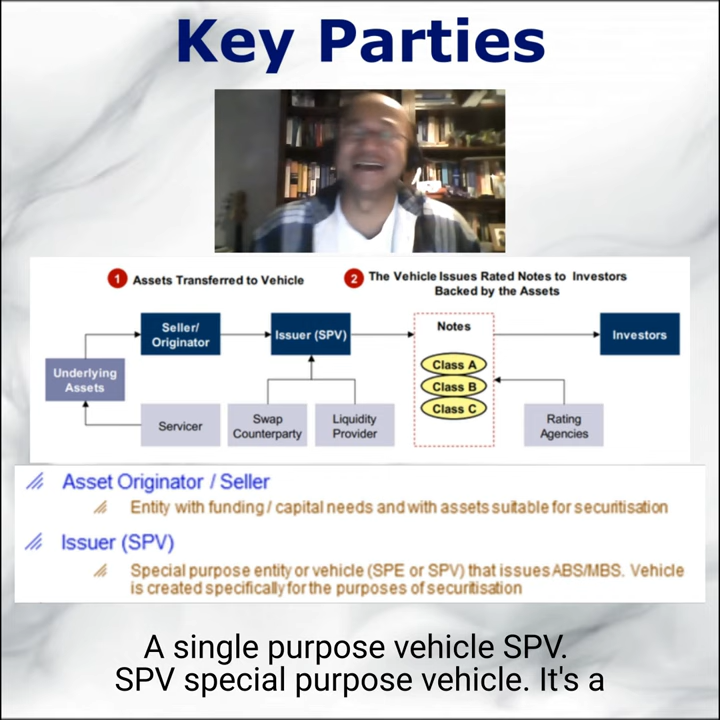 Key Parties
1 Assets Transferred to Vehicle
2 The Vehicle Issues Rated Notes to Investors
Backed by the Assets
Seller/
Originator
Issuer (SPV)
Notes
Investors
Underlying
Assets
Class A
Class B
Class C
Servicer
Swap
Counterparty
Liquidity
Provider
Rating
Agencies
Asset Originator / Seller
Entity with funding / capital needs and with assets suitable for securitisation
Issuer (SPV)
Special purpose entity or vehicle (SPE or SPV) that issues ABS/MBS. Vehicle
is created specifically for the purposes of securitisation
A single purpose vehicle SPV.
SPV special purpose vehicle. It's a